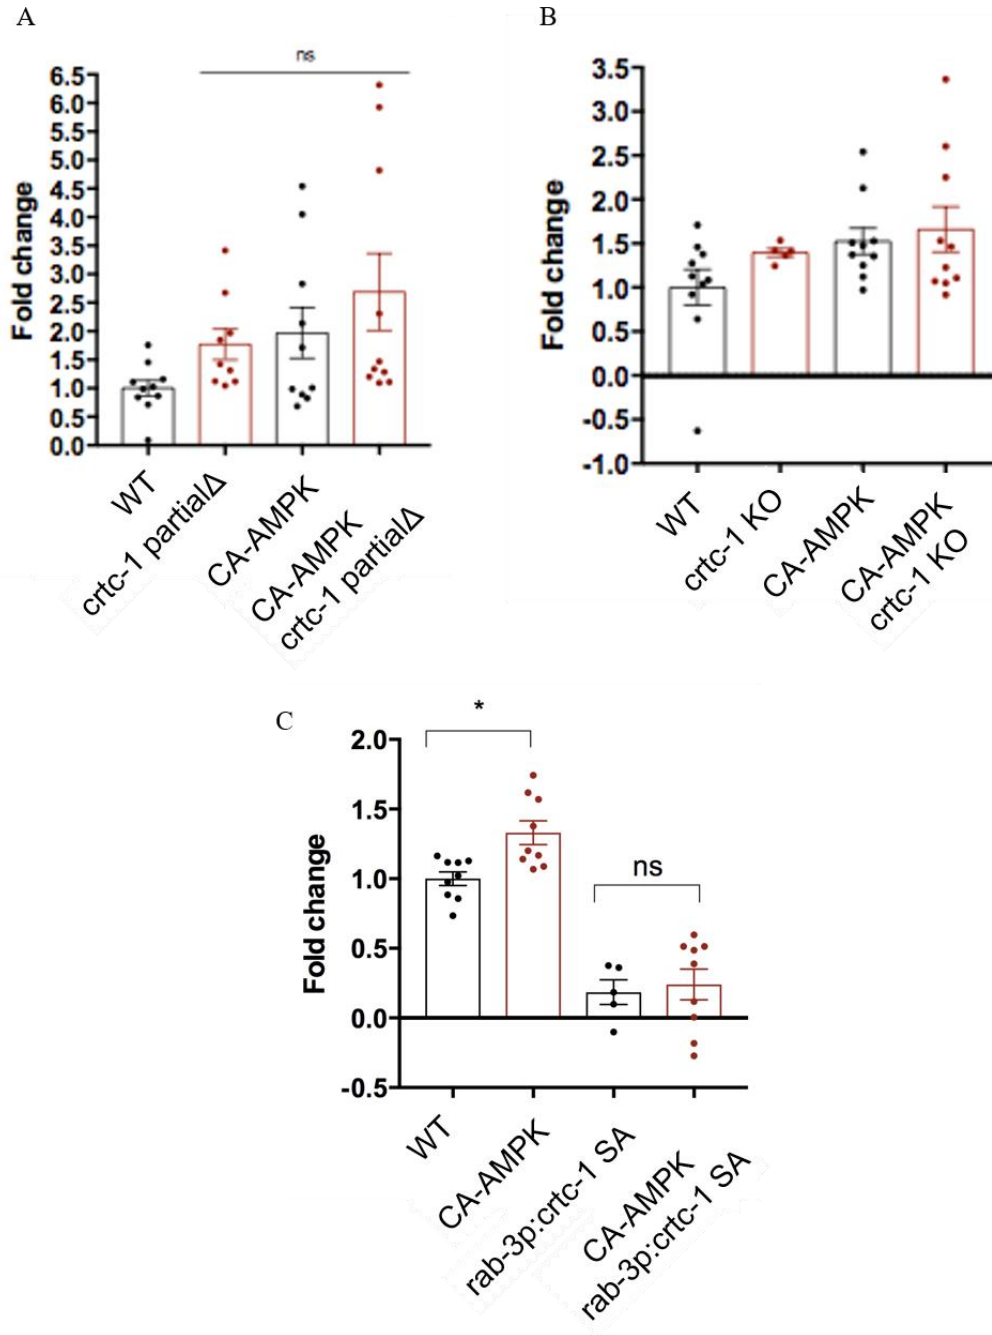 A
ns
Fold change
6.5
6.0
5.5
5.0
4.5
4.0
3.5
3.0
2.5
2.0
1.5
1.0
0.5
0.0
WT
crtc-1 partialΔ
CA-AMPK
CA-AMPK
crtc-1 partialΔ
B
Fold change
3.5
3.0
2.5
2.0
1.5
1.0
0.5
0.0
-0.5
-1.0
WT
crtc-1 KO
CA-AMPK
CA-AMPK
crtc-1 KO
C
*
ns
Fold change
2.0
1.5
1.0
0.5
0.0
-0.5
WT
CA-AMPK
rab-3p:crtc-1 SA
CA-AMPK
rab-3p:crtc-1 SA